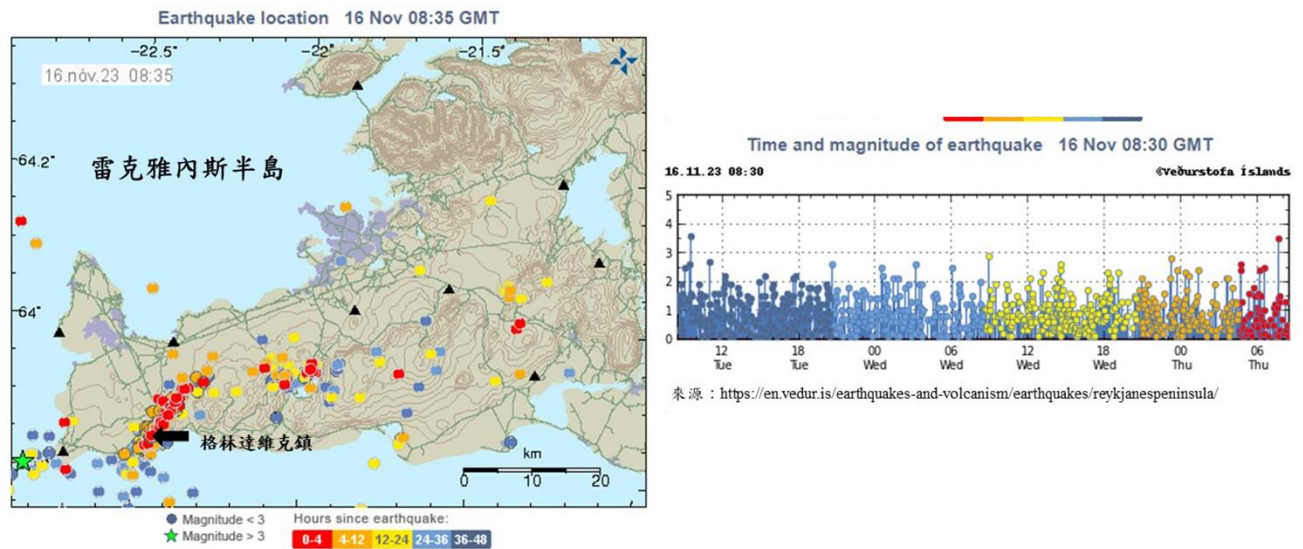 Earthquake location 16 Nov 08:35 GMT
-22.5 -22 -21.5
16.nóv.23 08:35
64.2
雷克雅內斯半島
64
格林達維克鎮
km
0 10 20
Magnitude < 3
Magnitude > 3
Hours since earthquake:
0-4 4-12 12-24 24-36 36-48
Time and magnitude of earthquake 16 Nov 08:30 GMT
16.11.23 08:30 ©Veðurstofa Íslands
5
4
3
2
1
0
12 18 00 06 12 18 00 06
Tue Tue Wed Wed Wed Wed Thu Thu
來源：https://en.vedur.is/earthquakes-and-volcanism/earthquakes/reykjanespeninsula/